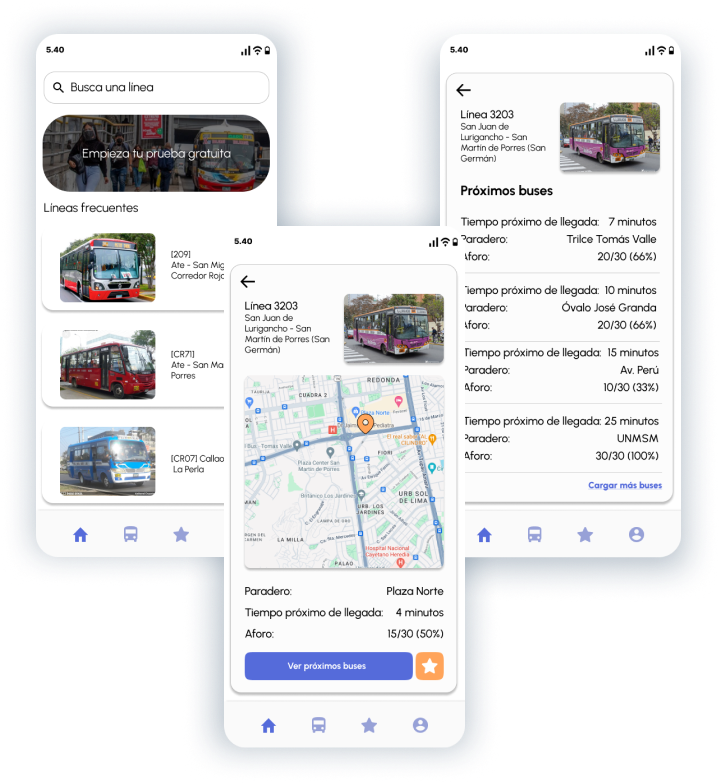 5.40
Busca una línea
Empieza tu prueba gratuita
Líneas frecuentes
[209]
Ate - San Mig
Corredor Rojo
[CR71]
Ate - San Ma
Porres
[CR07] Callao
La Perla
5.40
Línea 3203
San Juan de
Lurigancho - San
Martín de Porres (San
Germán)
REDONDA
CUADRA 2
Plaza Norte
Tomás Valle
Plaza Center San
Martin de Porres
FIORI
Botánico Los Jardines
URB SOL
DE LIMA
URB. LOS
JARDINES
LAMPA DE ORO
LA MILLA
Hospital Nacional
Cayetano Heredia
PALAO
Paradero:
Plaza Norte
Tiempo próximo de llegada:
4 minutos
Aforo:
15/30 (50%)
Ver próximos buses
5.40
Línea 3203
San Juan de
Lurigancho - San
Martín de Porres (San
Germán)
Próximos buses
Tiempo próximo de llegada: 7 minutos
Paradero: Trilce Tomás Valle
Aforo: 20/30 (66%)
Tiempo próximo de llegada: 10 minutos
Paradero: Óvalo José Granda
Aforo: 20/30 (66%)
Tiempo próximo de llegada: 15 minutos
Paradero: Av. Perú
Aforo: 10/30 (33%)
Tiempo próximo de llegada: 25 minutos
Paradero: UNMSM
Aforo: 30/30 (100%)
Cargar más buses